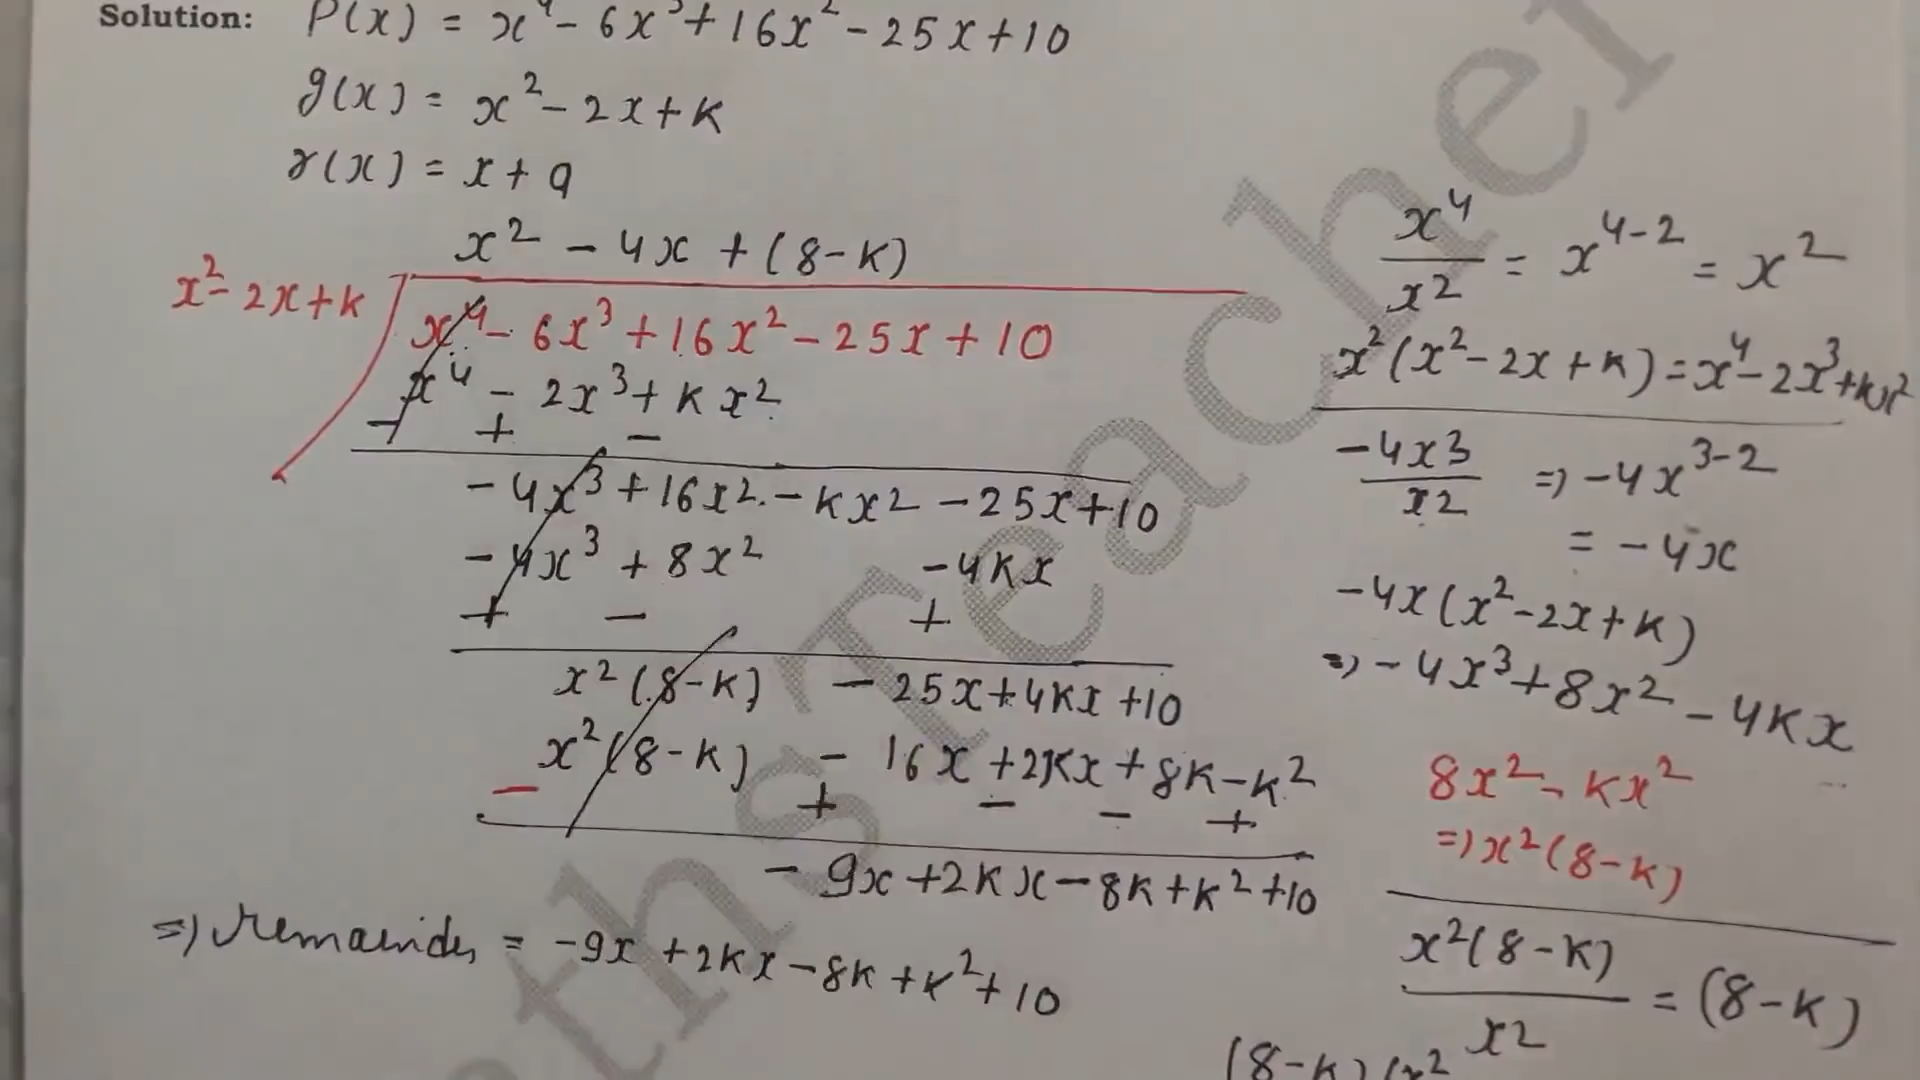 Solution: P(x) = x⁴ - 6x³ + 16x² - 25x + 10
g(x) = x² - 2x + k
r(x) = x + a
x² - 4x + (8-k)
x² - 2x + k
x⁴ - 6x³ + 16x² - 25x + 10
x⁴ - 2x³ + kx²
- + -
-4x³ + 16x² - kx² - 25x + 10
-4x³ + 8x² - 4kx
+ - +
x²(8-k) - 25x + 4kx + 10
x²(8-k) - 16x + 2kx + 8k - k²
- + - - +
- 9x + 2kx - 8k + k² + 10
=> remainder = -9x + 2kx - 8k + k² + 10
x⁴/x² = x⁴⁻² = x²
x²(x² - 2x + k) = x⁴ - 2x³ + kx²
-4x3/x2 => -4x³⁻²
= -4x
-4x(x² - 2x + k)
=> -4x³ + 8x² - 4kx
8x² - kx²
=> x²(8-k)
x²(8-k)/x2 = (8-k)
(8-k)(x²
Maths Teacher